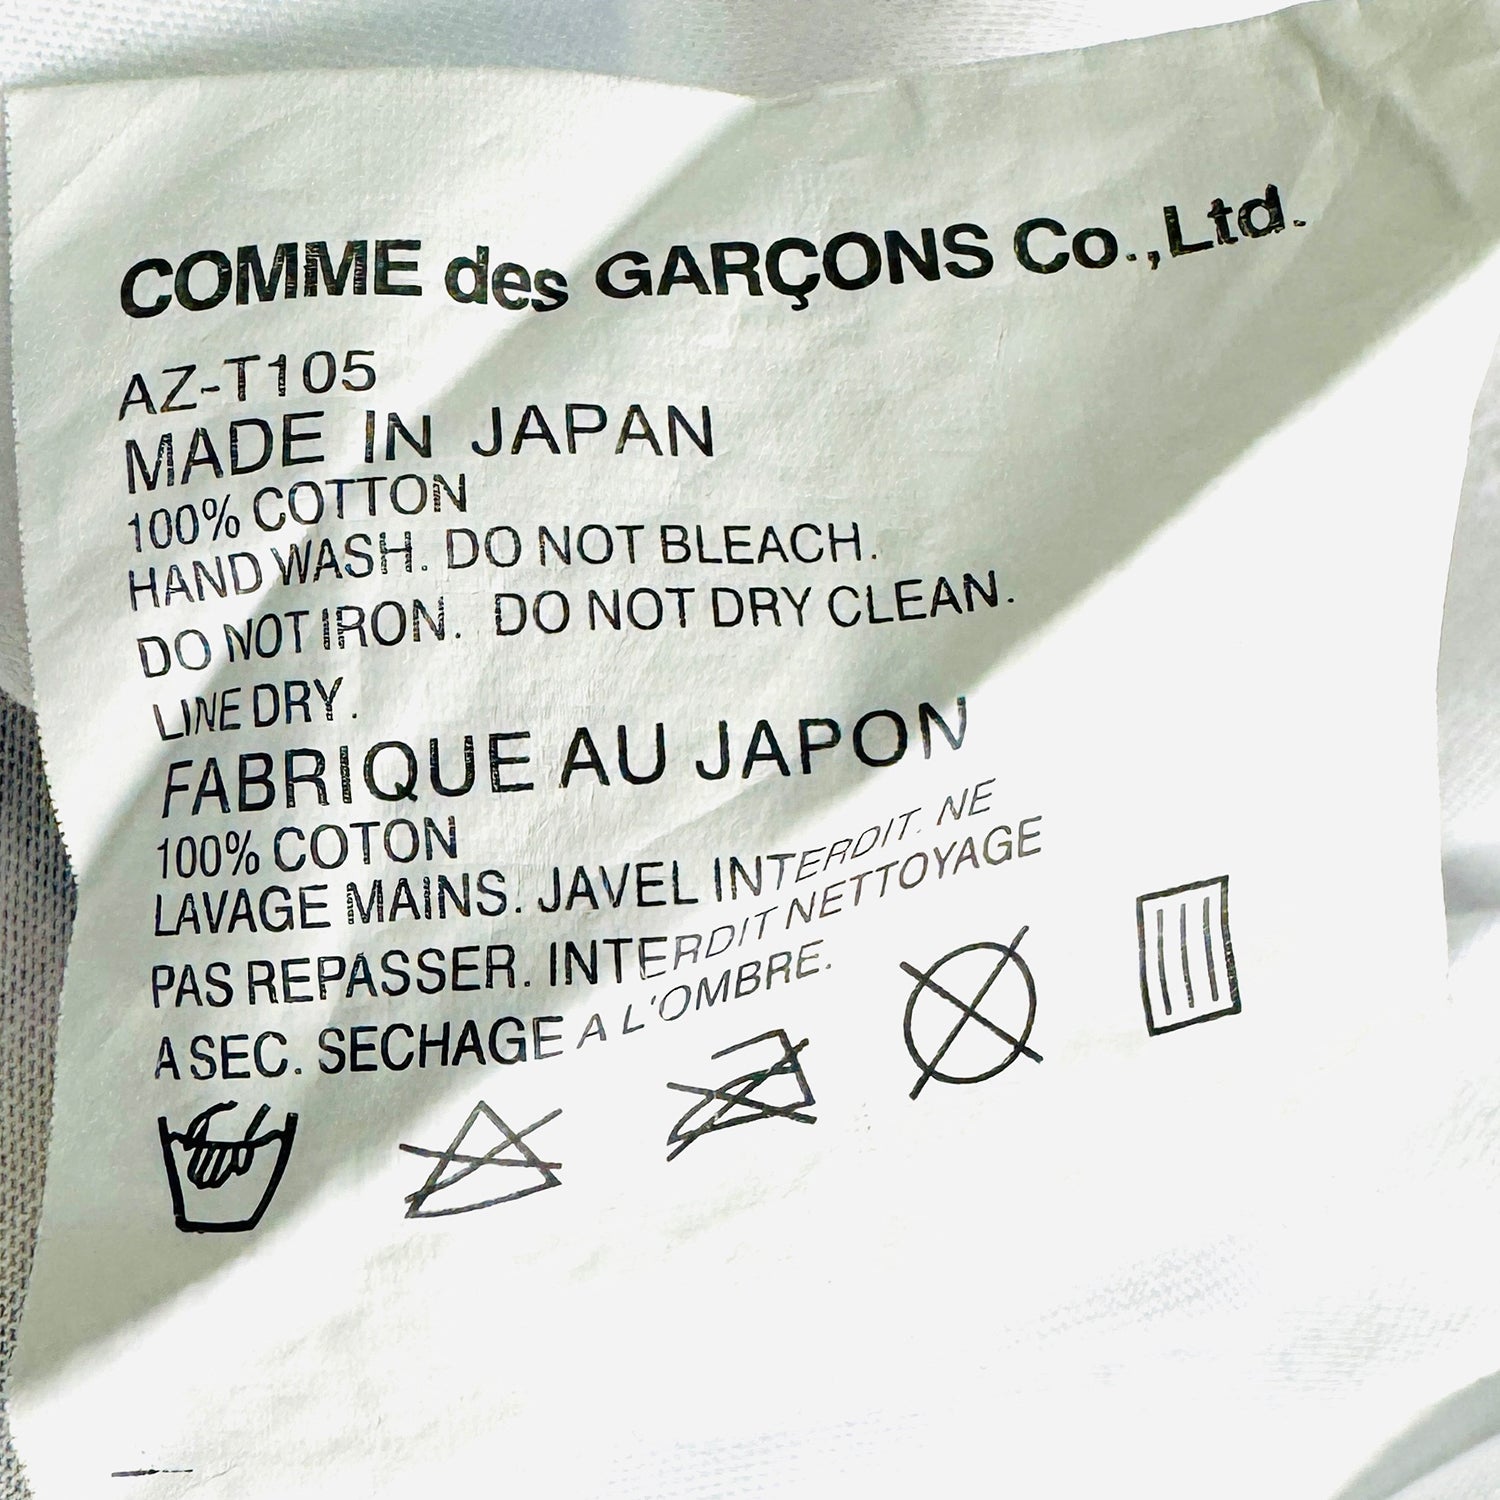 COMME des GARÇONS Co.,Ltd.
AZ-T105
MADE IN JAPAN
100% COTTON
HAND WASH. DO NOT BLEACH.
DO NOT IRON. DO NOT DRY CLEAN.
LINE DRY.
FABRIQUE AU JAPON
100% COTON
LAVAGE MAINS. JAVEL INTERDIT. NE
PAS REPASSER. INTERDIT NETTOYAGE
A SEC. SECHAGE A L'OMBRE.